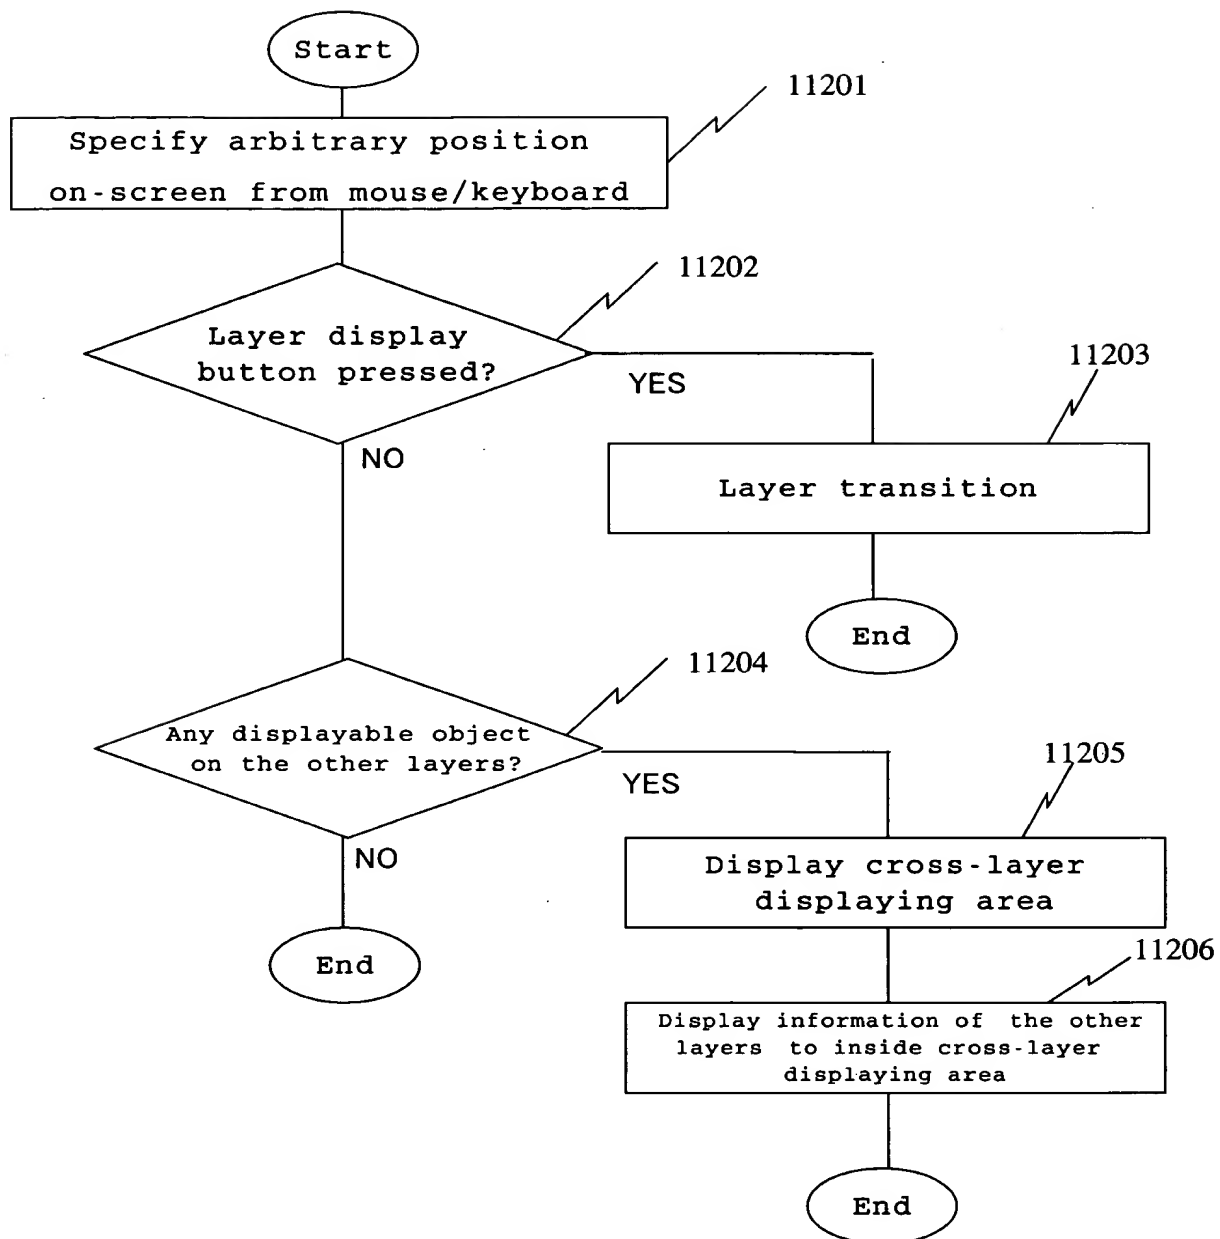 Start
11201
Specify arbitrary position
on-screen from mouse/keyboard
11202
Layer display
button pressed?
YES
NO
11203
Layer transition
End
11204
Any displayable object
on the other layers?
YES
NO
End
11205
Display cross-layer
displaying area
11206
Display information of the other
layers to inside cross-layer
displaying area
End